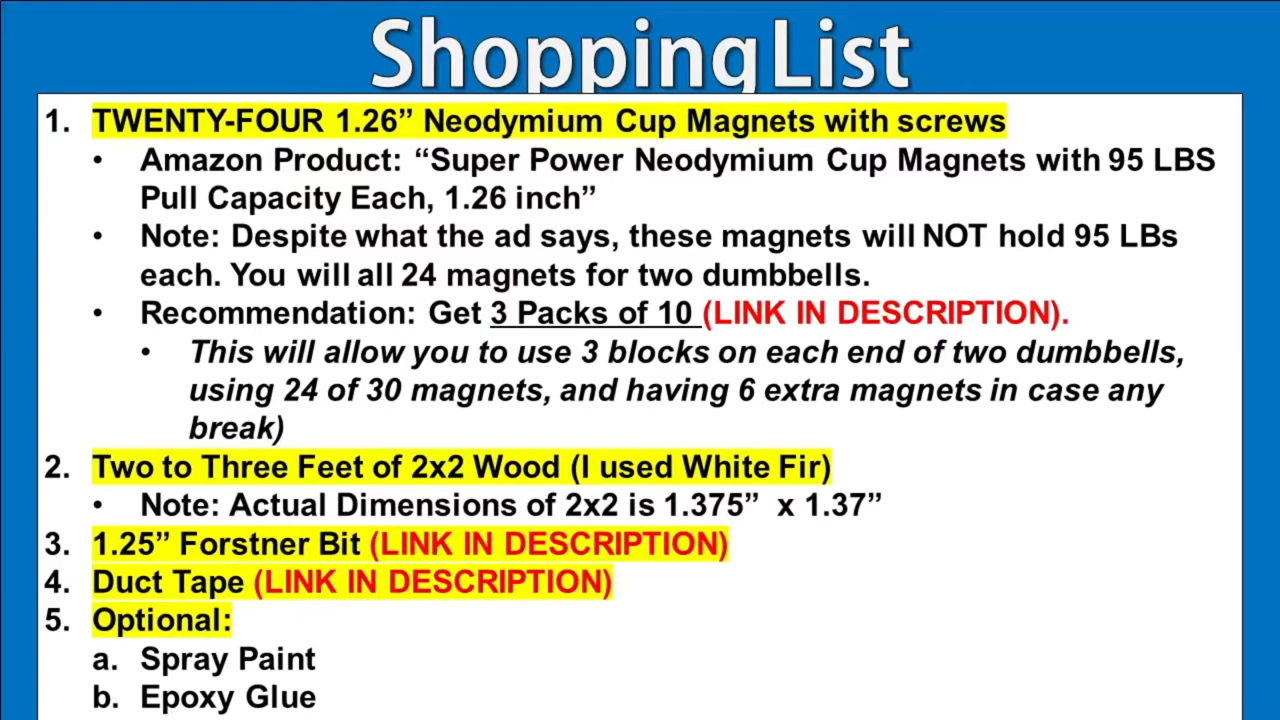 Shopping List
1. TWENTY-FOUR 1.26” Neodymium Cup Magnets with screws
• Amazon Product: “Super Power Neodymium Cup Magnets with 95 LBS
Pull Capacity Each, 1.26 inch”
• Note: Despite what the ad says, these magnets will NOT hold 95 LBs
each. You will all 24 magnets for two dumbbells.
• Recommendation: Get 3 Packs of 10 (LINK IN DESCRIPTION).
• This will allow you to use 3 blocks on each end of two dumbbells,
using 24 of 30 magnets, and having 6 extra magnets in case any
break)
2. Two to Three Feet of 2x2 Wood (I used White Fir)
• Note: Actual Dimensions of 2x2 is 1.375” x 1.37”
3. 1.25” Forstner Bit (LINK IN DESCRIPTION)
4. Duct Tape (LINK IN DESCRIPTION)
5. Optional:
a. Spray Paint
b. Epoxy Glue